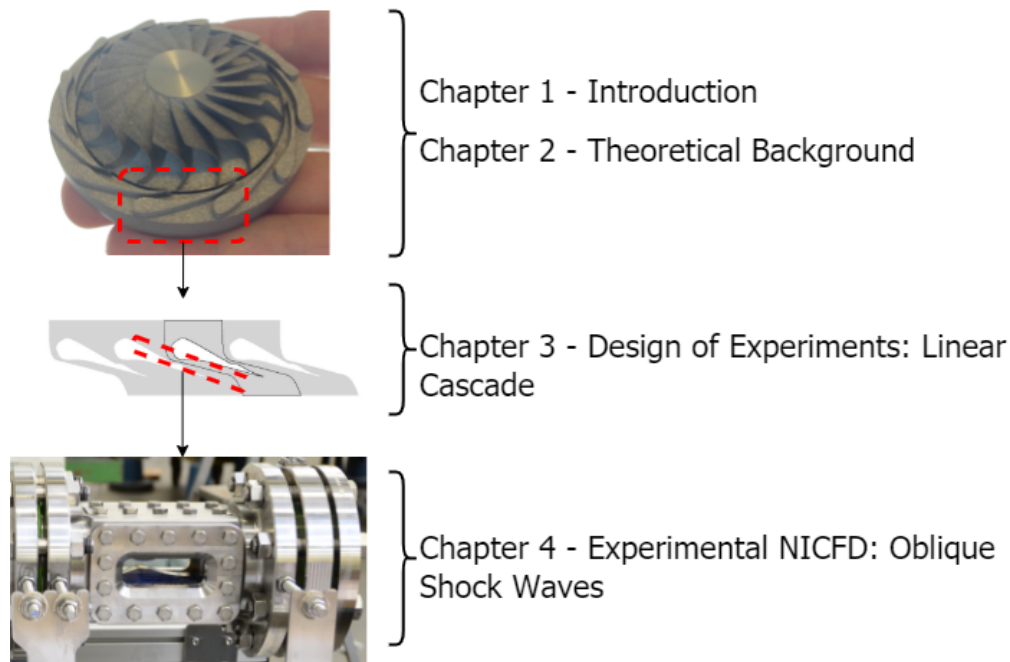 Chapter 1 - Introduction
Chapter 2 - Theoretical Background
Chapter 3 - Design of Experiments: Linear
Cascade
Chapter 4 - Experimental NICFD: Oblique
Shock Waves